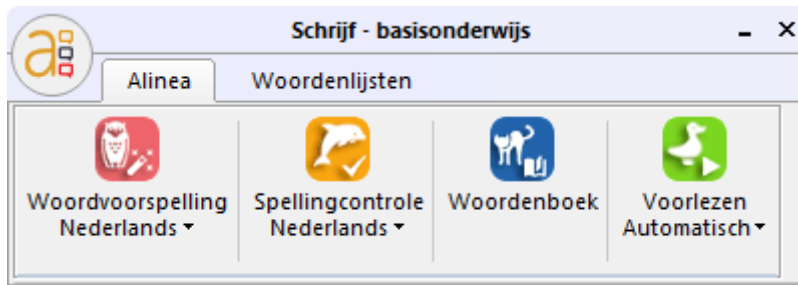 Schrijf - basisonderwijs
Alinea Woordenlijsten
Woordvoorspelling Spellingcontrole Woordenboek Voorlezen
Nederlands Nederlands Automatisch